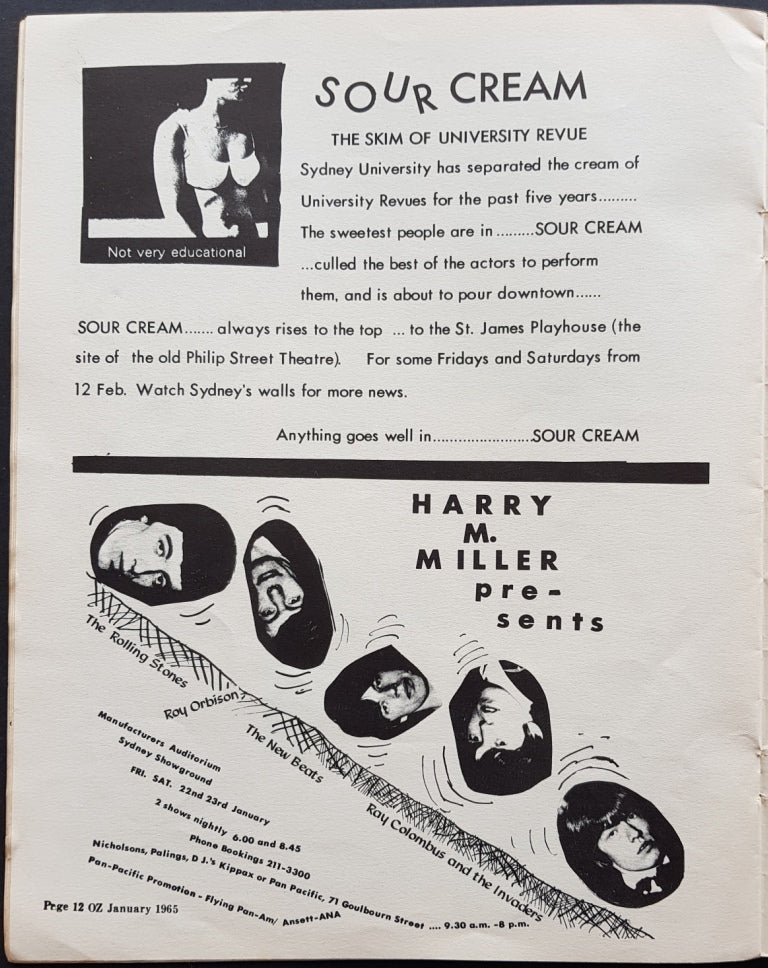 SOUR CREAM
THE SKIM OF UNIVERSITY REVUE
Sydney University has separated the cream of
University Revues for the past five years.........
The sweetest people are in .........SOUR CREAM
...culled the best of the actors to perform
them, and is about to pour downtown......
Not very educational
SOUR CREAM....... always rises to the top ... to the St. James Playhouse (the
site of the old Philip Street Theatre). For some Fridays and Saturdays from
12 Feb. Watch Sydney's walls for more news.
Anything goes well in........................SOUR CREAM
HARRY
M.
MILLER
pre-
sents
The Rolling Stones
Roy Orbison
The New Beats
Ray Colombus and the Invaders
Manufacturers Auditorium
Sydney Showground
FRI. SAT. 22nd 23rd January
2 shows nightly 6.00 and 8.45
Phone Bookings 211-3300
Nicholsons, Palings, D J.'s Kippax or Pan Pacific, 71 Goulbourn Street .... 9.30 a.m. -8 p.m.
Pan-Pacific Promotion - Flying Pan-Am/ Ansett-ANA
Prge 12 OZ January 1965